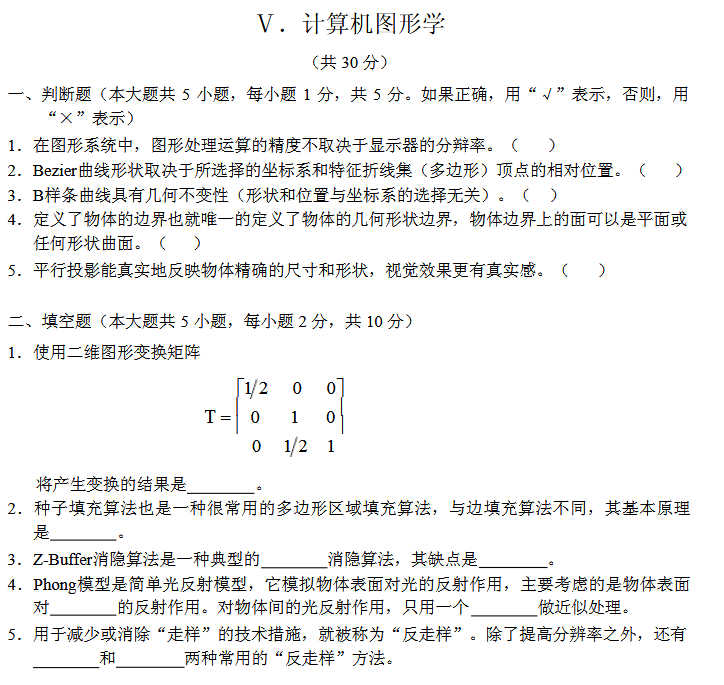 Ⅴ．计算机图形学
（共 30 分）
一、判断题（本大题共 5 小题，每小题 1 分，共 5 分。如果正确，用“√”表示，否则，用
“×”表示）
1．在图形系统中，图形处理运算的精度不取决于显示器的分辩率。（ ）
2．Bezier曲线形状取决于所选择的坐标系和特征折线集（多边形）顶点的相对位置。（ ）
3．B样条曲线具有几何不变性（形状和位置与坐标系的选择无关）。（ ）
4．定义了物体的边界也就唯一的定义了物体的几何形状边界，物体边界上的面可以是平面或
任何形状曲面。（ ）
5．平行投影能真实地反映物体精确的尺寸和形状，视觉效果更有真实感。（ ）
二、填空题（本大题共 5 小题，每小题 2 分，共 10 分）
1．使用二维图形变换矩阵
1/2 0 0
T = 0 1 0
0 1/2 1
将产生变换的结果是________。
2．种子填充算法也是一种很常用的多边形区域填充算法，与边填充算法不同，其基本原理
是________。
3．Z-Buffer消隐算法是一种典型的________消隐算法，其缺点是________。
4．Phong模型是简单光反射模型，它模拟物体表面对光的反射作用，主要考虑的是物体表面
对________的反射作用。对物体间的光反射作用，只用一个________做近似处理。
5．用于减少或消除“走样”的技术措施，就被称为“反走样”。除了提高分辨率之外，还有
________和________两种常用的“反走样”方法。